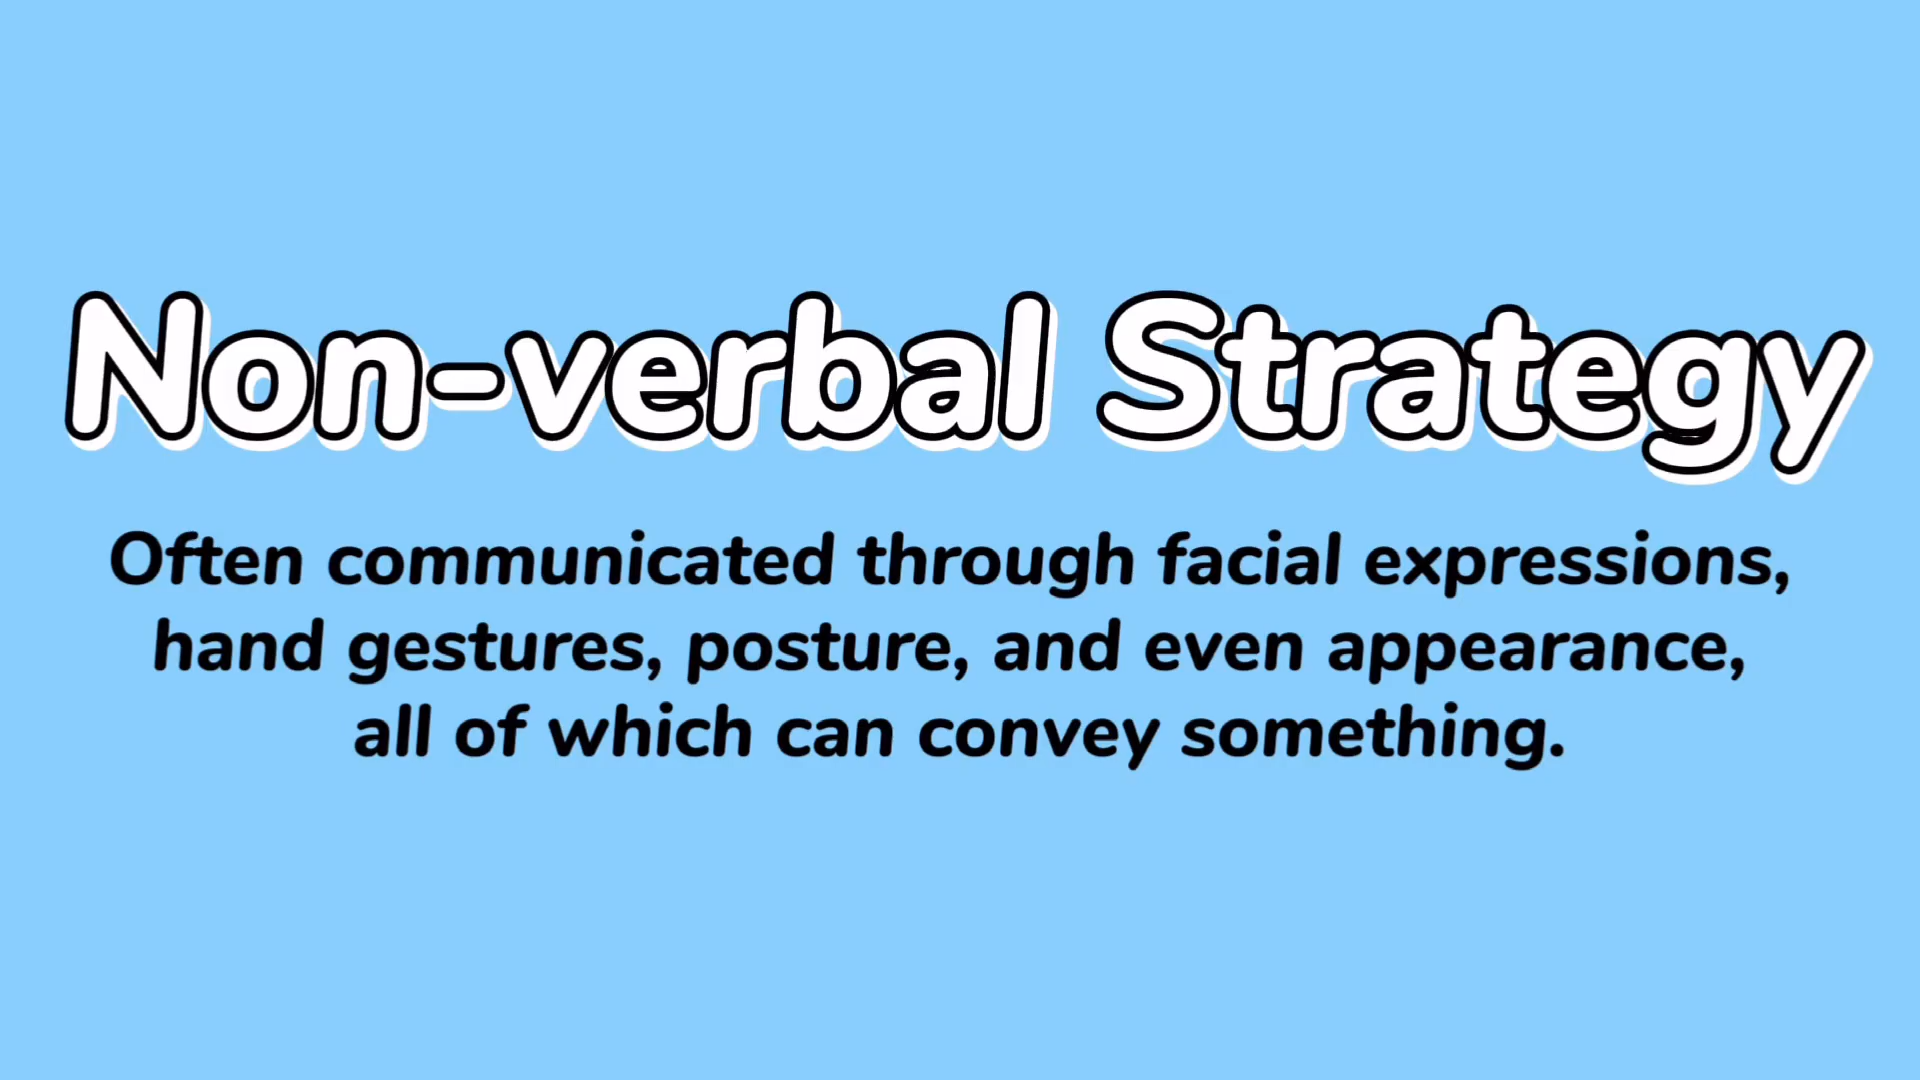 Non-verbal Strategy
Often communicated through facial expressions,
hand gestures, posture, and even appearance,
all of which can convey something.